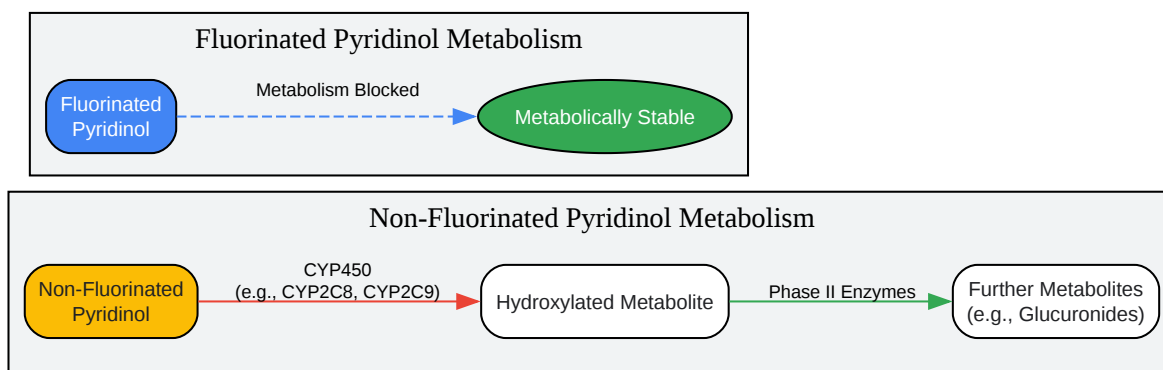 Fluorinated Pyridinol Metabolism
Fluorinated
Pyridinol
Metabolism Blocked
Metabolically Stable
Non-Fluorinated Pyridinol Metabolism
Non-Fluorinated
Pyridinol
CYP450
(e.g., CYP2C8, CYP2C9)
Hydroxylated Metabolite
Phase II Enzymes
Further Metabolites
(e.g., Glucuronides)